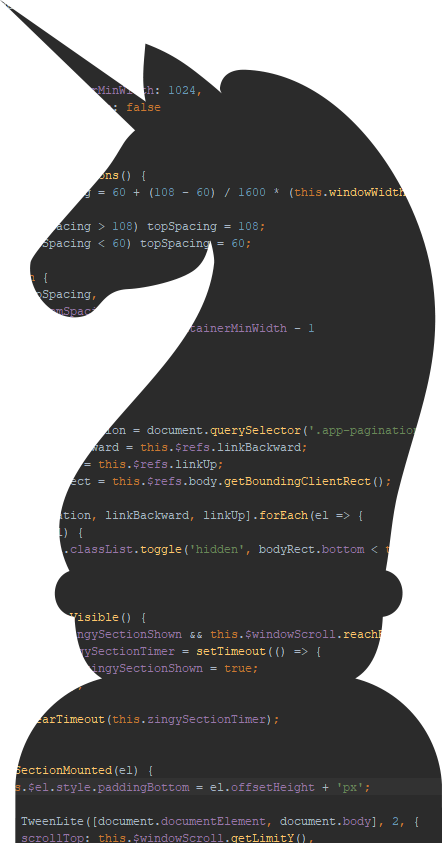 erMinWidth: 1024,
: false
ons() {
g = 60 + (108 - 60) / 1600 * (this.windowWidth
acing > 108) topSpacing = 108;
Spacing < 60) topSpacing = 60;
n {
pSpacing,
omSpaci
tainerMinWidth - 1
ion = document.querySelector('.app-pagination
ward = this.$refs.linkBackward;
= this.$refs.linkUp;
ect = this.$refs.body.getBoundingClientRect();
ation, linkBackward, linkUp].forEach(el => {
l) {
.classList.toggle('hidden', bodyRect.bottom < t
Visible() {
ingySectionShown && this.$windowScroll.reachE
gySectionTimer = setTimeout(() => {
zingySectionShown = true;
,
earTimeout(this.zingySectionTimer);
SectionMounted(el) {
s.$el.style.paddingBottom = el.offsetHeight + 'px';
TweenLite([document.documentElement, document.body], 2, {
scrollTop: this.$windowScroll.getLimitY(),